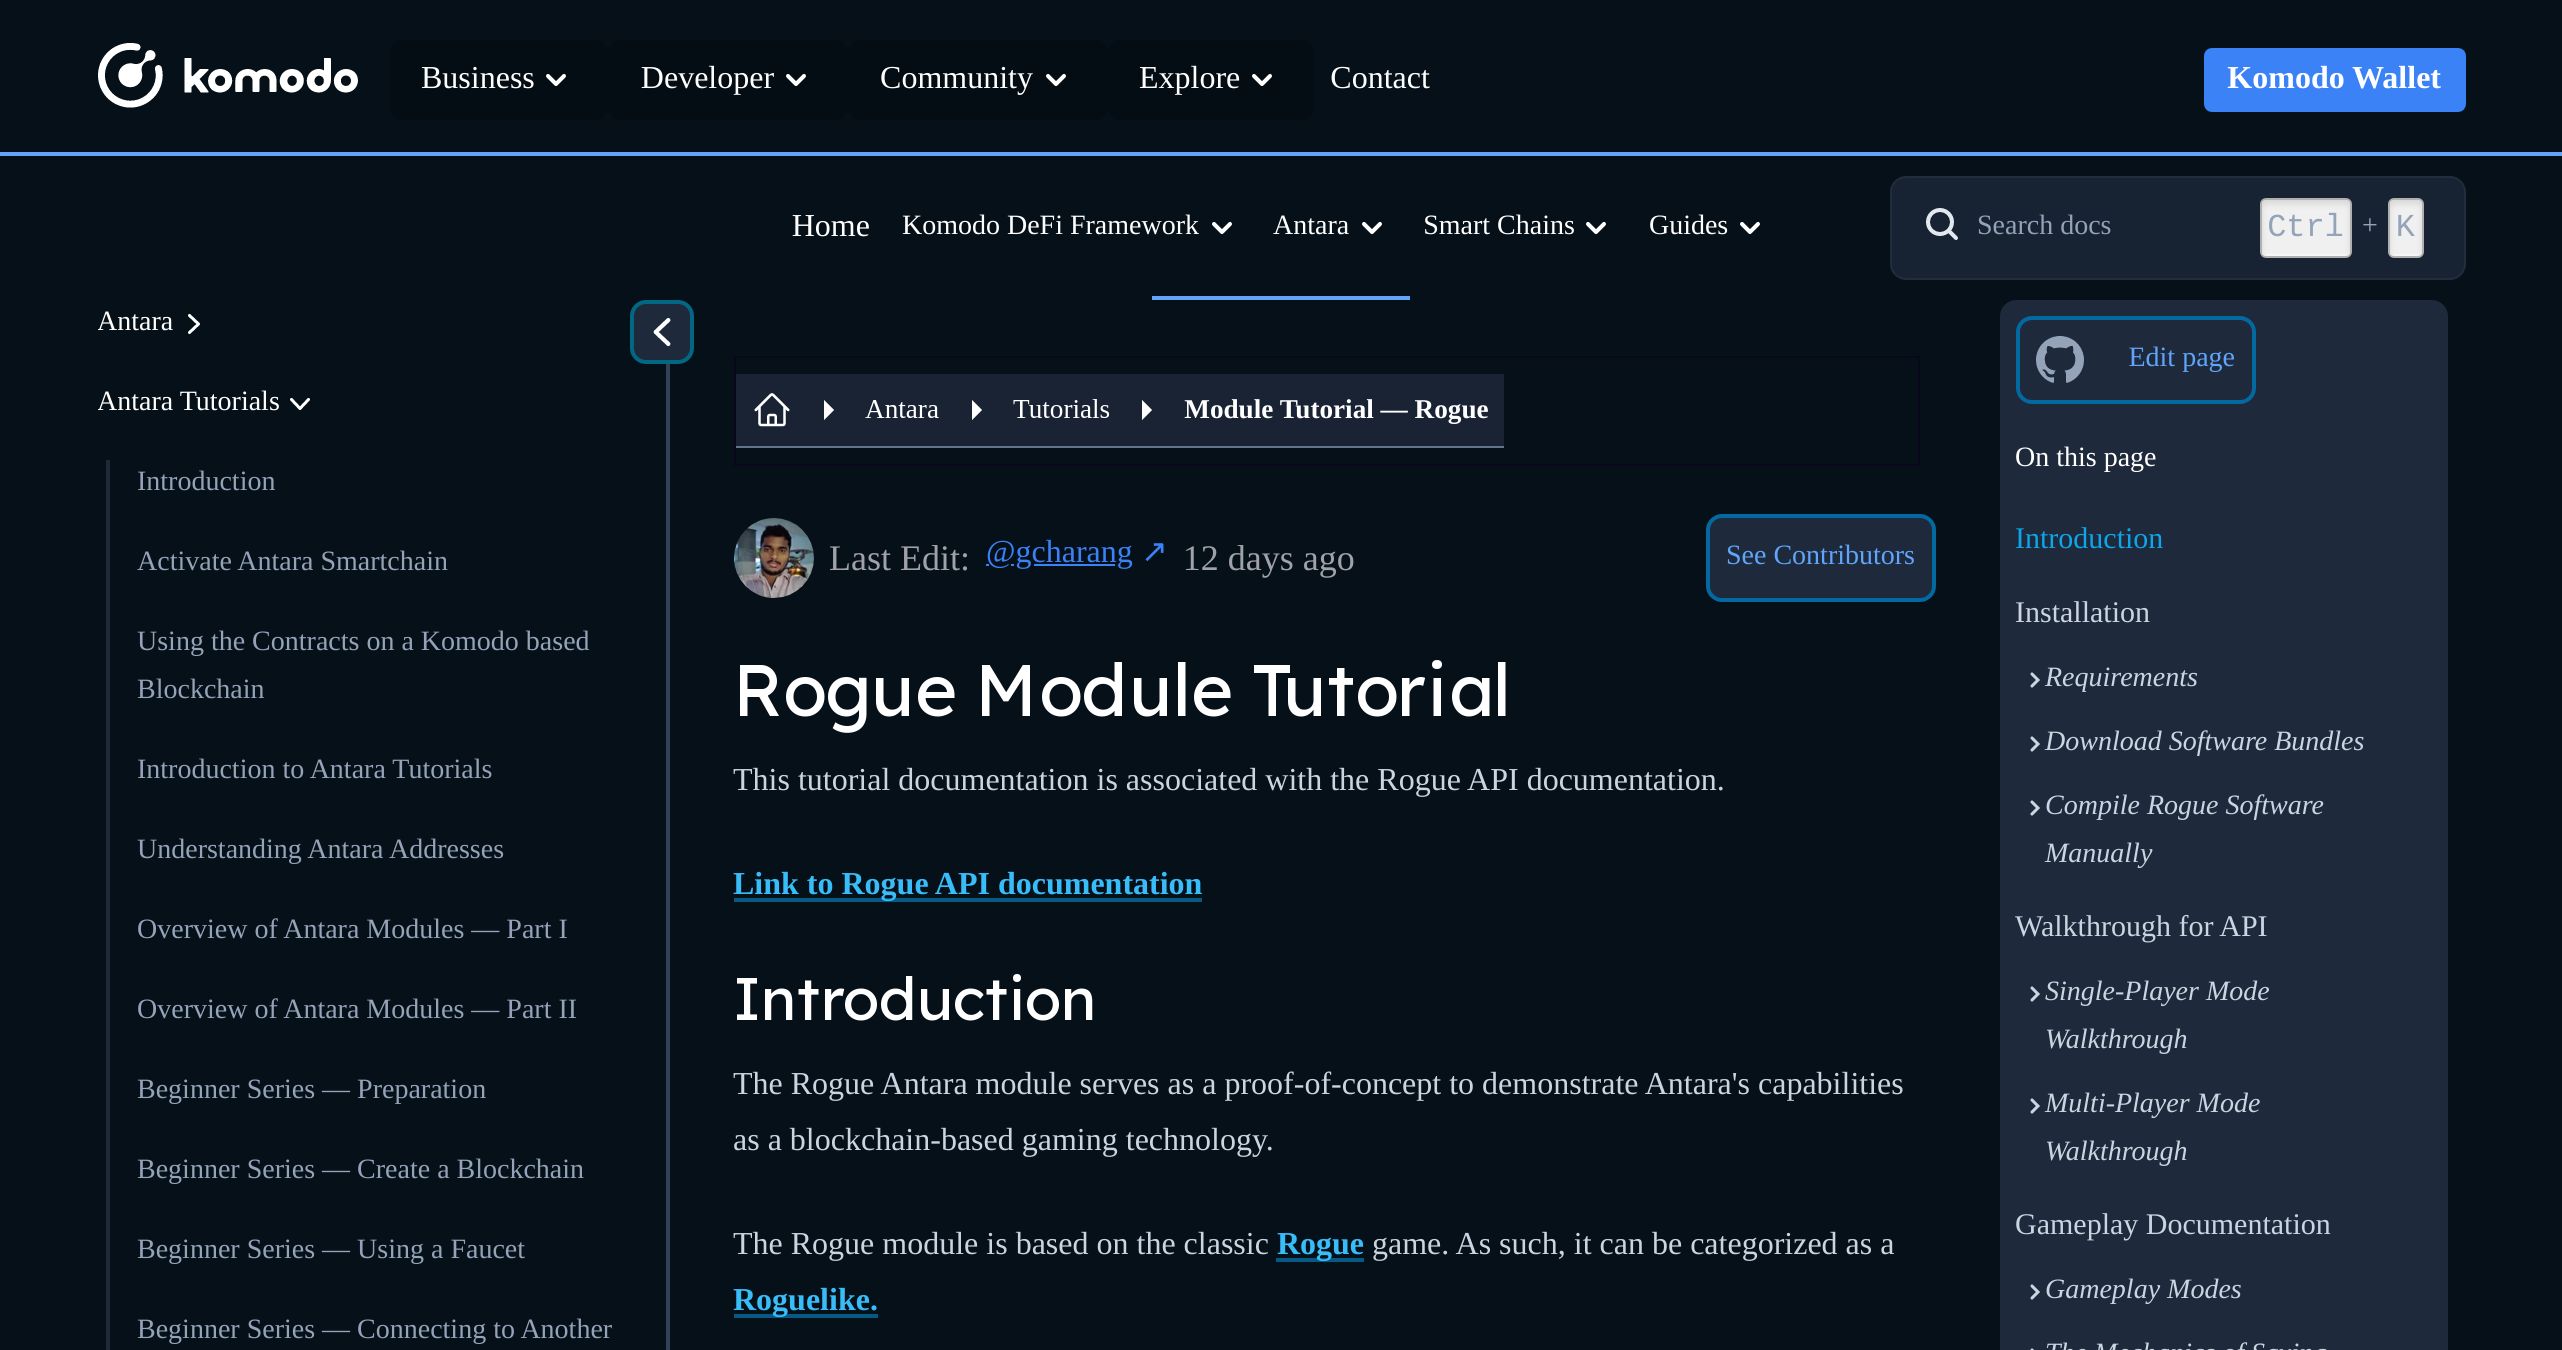 komodo Business Developer Community Explore Contact Komodo Wallet
Home Komodo DeFi Framework Antara Smart Chains Guides Search docs Ctrl + K
Antara
Antara Tutorials
Introduction
Activate Antara Smartchain
Using the Contracts on a Komodo based
Blockchain
Introduction to Antara Tutorials
Understanding Antara Addresses
Overview of Antara Modules — Part I
Overview of Antara Modules — Part II
Beginner Series — Preparation
Beginner Series — Create a Blockchain
Beginner Series — Using a Faucet
Beginner Series — Connecting to Another
Antara Tutorials Module Tutorial — Rogue
Last Edit: @gcharang ↗ 12 days ago See Contributors
Rogue Module Tutorial
This tutorial documentation is associated with the Rogue API documentation.
Link to Rogue API documentation
Introduction
The Rogue Antara module serves as a proof-of-concept to demonstrate Antara's capabilities
as a blockchain-based gaming technology.
The Rogue module is based on the classic Rogue game. As such, it can be categorized as a
Roguelike.
Edit page
On this page
Introduction
Installation
Requirements
Download Software Bundles
Compile Rogue Software
Manually
Walkthrough for API
Single-Player Mode
Walkthrough
Multi-Player Mode
Walkthrough
Gameplay Documentation
Gameplay Modes
The Mechanics of Saving